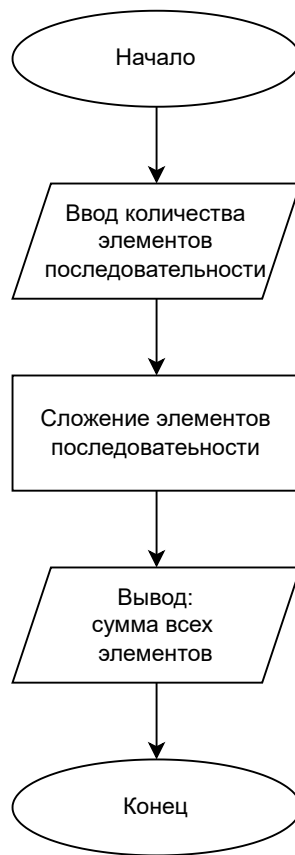 Начало
Ввод количества
элементов
последовательности
Сложение элементов
последоватеьности
Вывод:
сумма всех
элементов
Конец